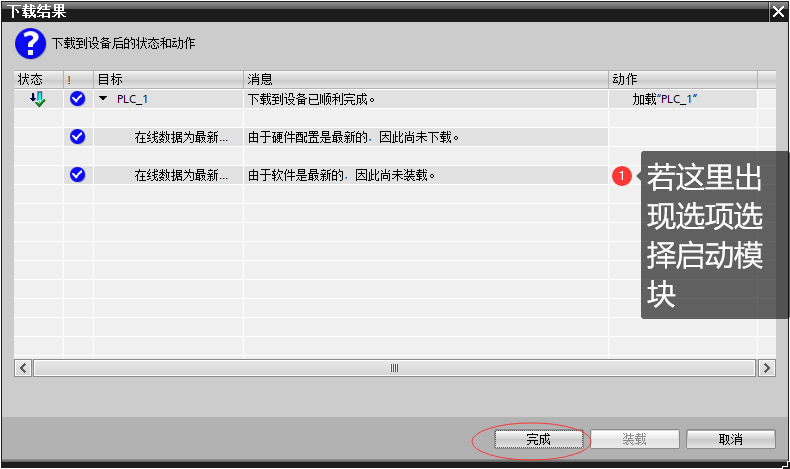 下载结果
?
下载到设备后的状态和动作
状态 ! 目标 消息 动作
PLC_1 下载到设备已顺利完成。 加载"PLC_1"
在线数据为最新... 由于硬件配置是最新的，因此尚未下载。
在线数据为最新... 由于软件是最新的，因此尚未装载。
1
若这里出
现选项选
择启动模
块
完成 装载 取消